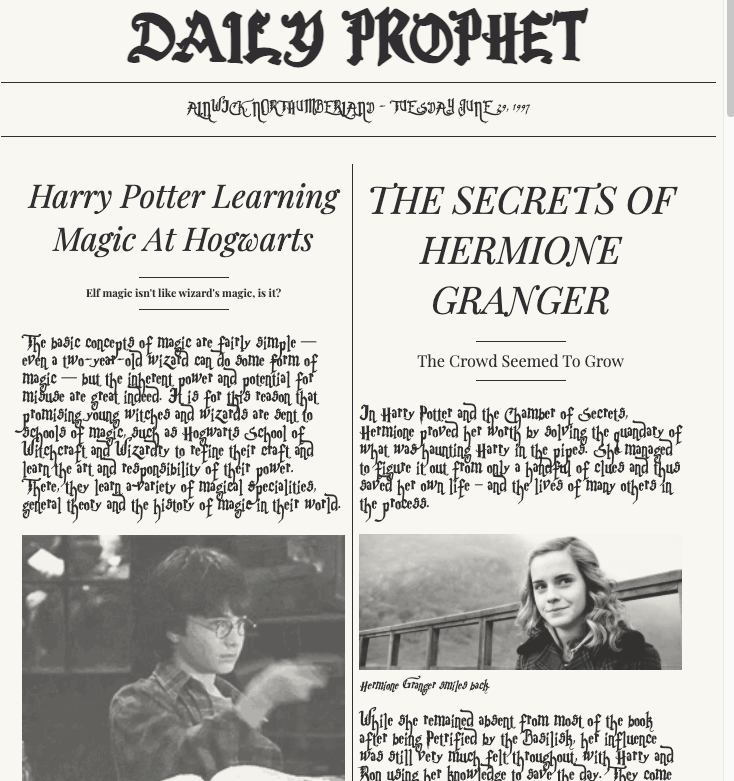 DAILY PROPHET
ALNWICK, NORTHUMBERLAND - TUESDAY JUNE 29, 1997
Harry Potter Learning
Magic At Hogwarts
Elf magic isn't like wizard's magic, is it?
The basic concepts of magic are fairly simple —
even a two-year-old wizard can do some form of
magic — but the inherent power and potential for
misuse are great indeed. It is for this reason that
promising young witches and wizards are sent to
schools of magic, such as Hogwarts School of
Witchcraft and Wizardry to refine their craft and
learn the art and responsibility of their power.
There, they learn a variety of magical specialities,
general theory and the history of magic in their world.
THE SECRETS OF
HERMIONE
GRANGER
The Crowd Seemed To Grow
In Harry Potter and the Chamber of Secrets,
Hermione proved her worth by solving the quandary of
what was haunting Harry in the pipes. She managed
to figure it out from only a handful of clues and thus
saved her own life – and the lives of many others in
the process.
Hermione Granger smiles back.
While she remained absent from most of the book
after being Petrified by the Basilisk, her influence
was still very much felt throughout, with Harry and
Ron using her knowledge to save the day. They come